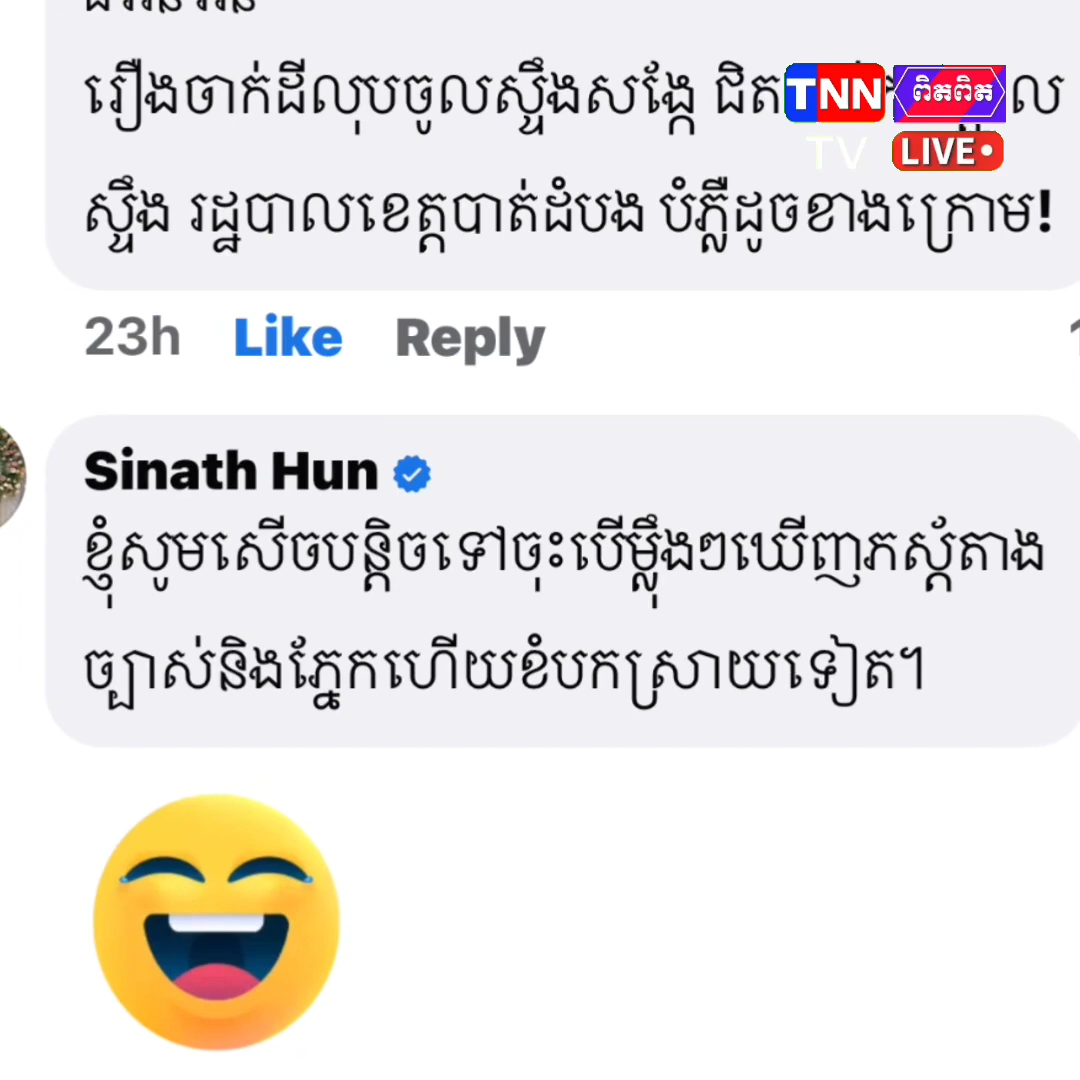 រឿងចាក់ដីលុបចូលស្ទឹងសង្កែ ជិត
TNN ពិតពិត
TV LIVE
ស្ទឹង រដ្ឋបាលខេត្តបាត់ដំបង បំភ្លឺដូចខាងក្រោម!
23h Like Reply
Sinath Hun
ខ្ញុំសូមសើចបន្តិចទៅចុះបើម្លឹងៗឃើញភស្ត័តាង
ច្បាស់និងភ្នែកហើយខំបកស្រាយទៀត។